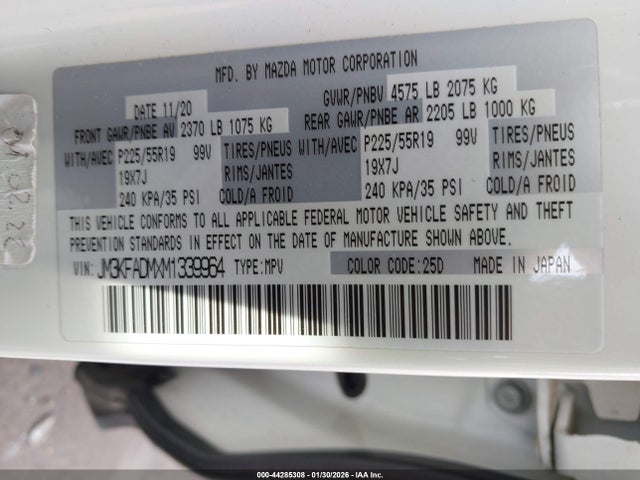 MFD. BY MAZDA MOTOR CORPORATION
DATE 11/20 GVWR/PNBV 4575 LB 2075 KG
FRONT GAWR/PNBE AV 2370 LB 1075 KG REAR GAWR/PNBE AR 2205 LB 1000 KG
WITH/AVEC P225/55R19 99V TIRES/PNEUS WITH/AVEC P225/55R19 99V TIRES/PNEUS
19X7J RIMS/JANTES 19X7J RIMS/JANTES
240 KPA/35 PSI COLD/A FROID 240 KPA/35 PSI COLD/A FROID
THIS VEHICLE CONFORMS TO ALL APPLICABLE FEDERAL MOTOR VEHICLE SAFETY AND THEFT
PREVENTION STANDARDS IN EFFECT ON THE DATE OF MANUFACTURE SHOWN ABOVE.
VIN: JM3KFADMXM1339964 TYPE:MPV COLOR CODE:25D MADE IN JAPAN
000-44285308 - 01/30/2026 - IAA Inc.